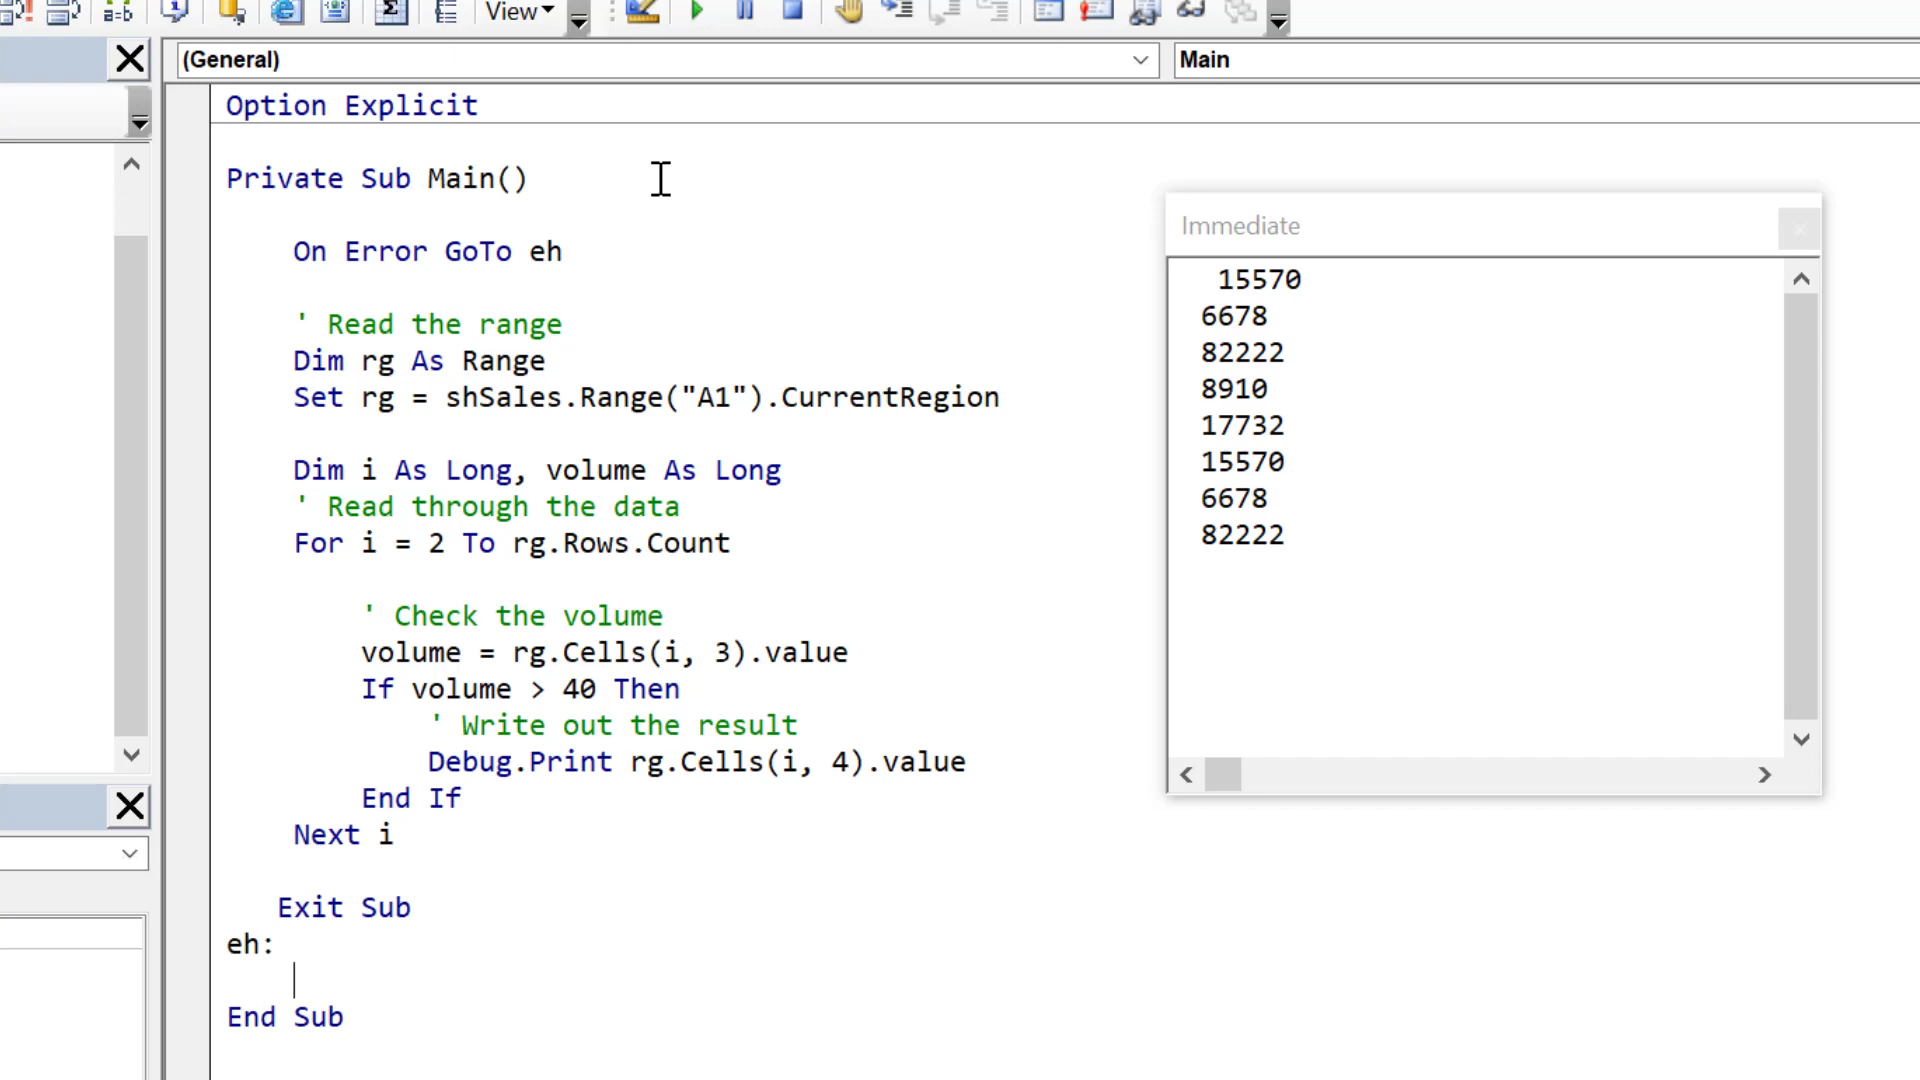 View
(General)
Main
Option Explicit
Private Sub Main()
On Error GoTo eh
' Read the range
Dim rg As Range
Set rg = shSales.Range("A1").CurrentRegion
Dim i As Long, volume As Long
' Read through the data
For i = 2 To rg.Rows.Count
' Check the volume
volume = rg.Cells(i, 3).value
If volume > 40 Then
' Write out the result
Debug.Print rg.Cells(i, 4).value
End If
Next i
Exit Sub
eh:
End Sub
Immediate
15570
6678
82222
8910
17732
15570
6678
82222